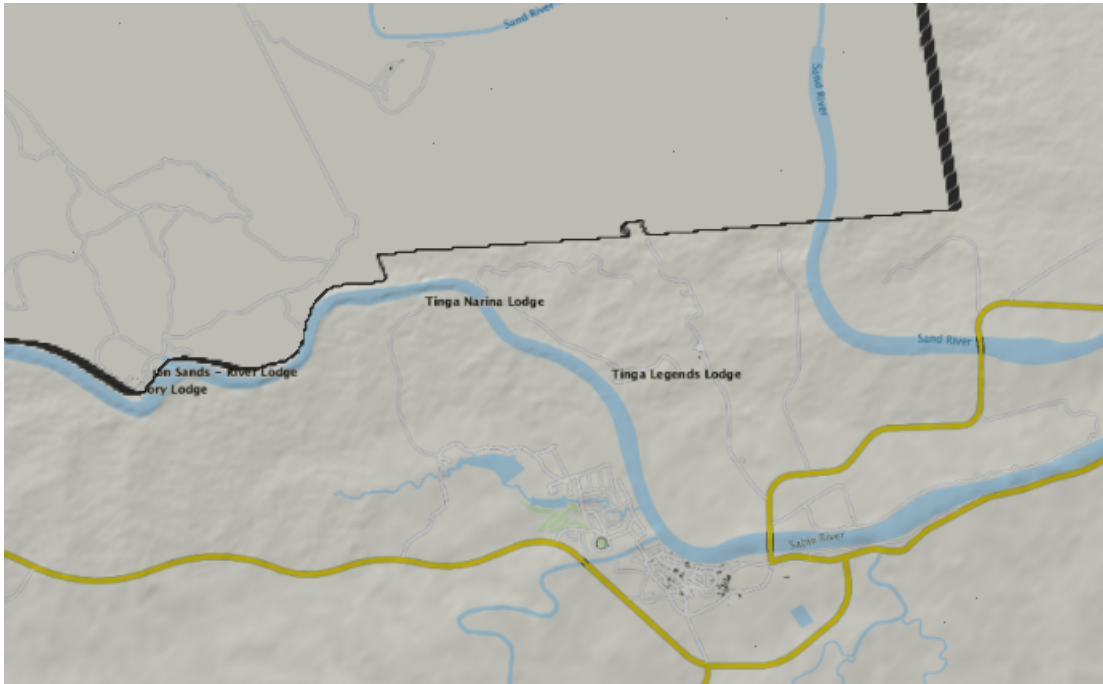 Sand River
Sand River
Tinga Narina Lodge
Sand River
Sands - River Lodge
Tinga Legends Lodge
Lodge
Sabie River